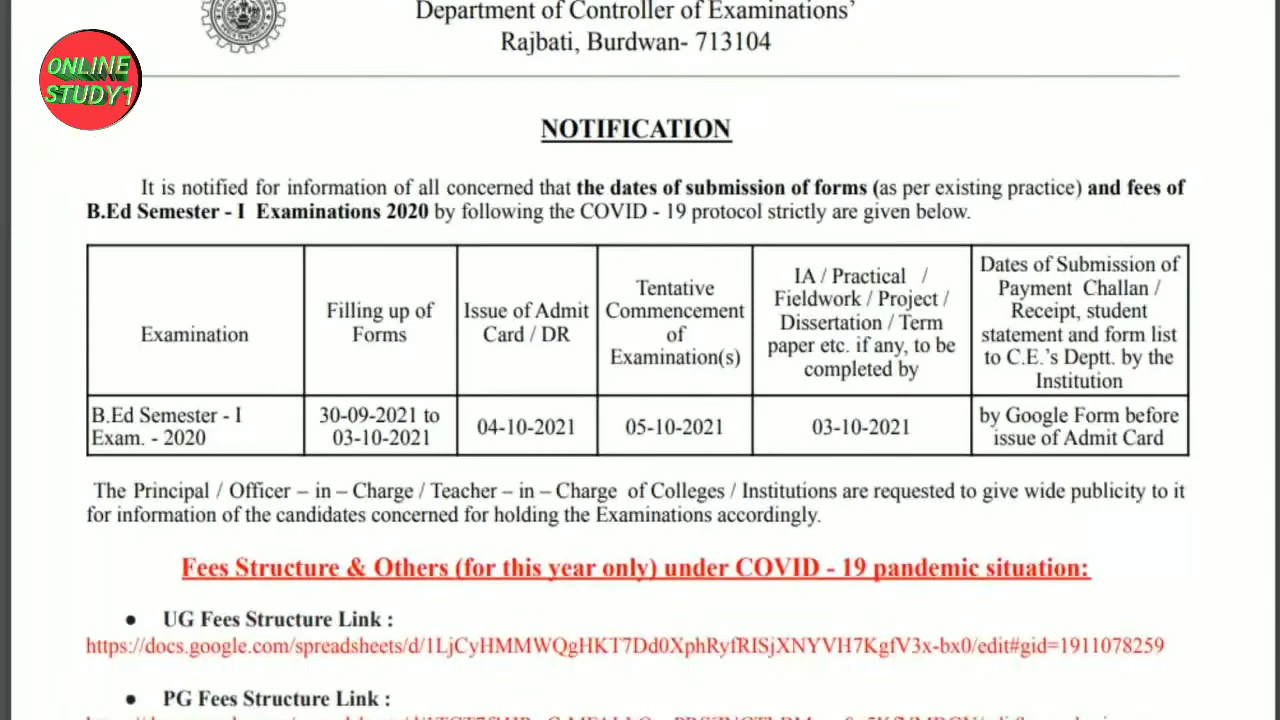 Department of Controller of Examinations’
Rajbati, Burdwan- 713104
ONLINE
STUDY1
NOTIFICATION
It is notified for information of all concerned that the dates of submission of forms (as per existing practice) and fees of
B.Ed Semester - I Examinations 2020 by following the COVID - 19 protocol strictly are given below.
Examination
Filling up of
Forms
Issue of Admit
Card / DR
Tentative
Commencement
of
Examination(s)
IA / Practical /
Fieldwork / Project /
Dissertation / Term
paper etc. if any, to be
completed by
Dates of Submission of
Payment Challan /
Receipt, student
statement and form list
to C.E.’s Deptt. by the
Institution
B.Ed Semester - I
Exam. - 2020
30-09-2021 to
03-10-2021
04-10-2021
05-10-2021
03-10-2021
by Google Form before
issue of Admit Card
The Principal / Officer – in – Charge / Teacher – in – Charge of Colleges / Institutions are requested to give wide publicity to it
for information of the candidates concerned for holding the Examinations accordingly.
Fees Structure & Others (for this year only) under COVID - 19 pandemic situation:
● UG Fees Structure Link :
https://docs.google.com/spreadsheets/d/1LjCyHMMWQgHKT7Dd0XphRyfRISjXNYVH7KgfV3x-bx0/edit#gid=1911078259
● PG Fees Structure Link :